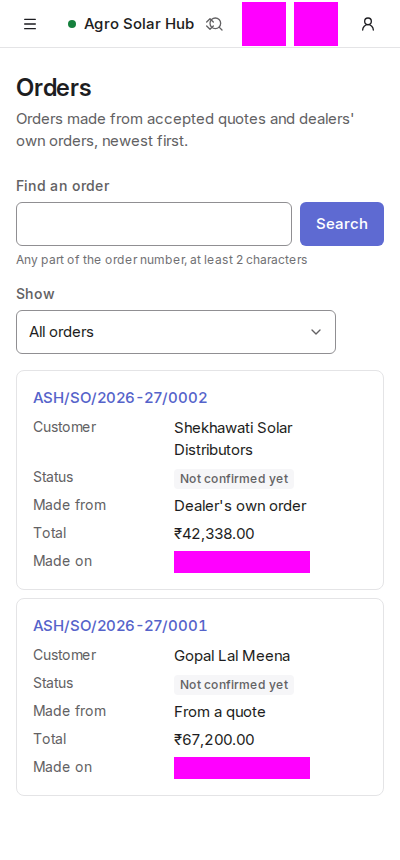 Agro Solar Hub
Orders
Orders made from accepted quotes and dealers'
own orders, newest first.
Find an order
Search
Any part of the order number, at least 2 characters
Show
All orders
ASH/SO/2026-27/0002
Customer Shekhawati Solar
Distributors
Status Not confirmed yet
Made from Dealer's own order
Total ₹42,338.00
Made on
ASH/SO/2026-27/0001
Customer Gopal Lal Meena
Status Not confirmed yet
Made from From a quote
Total ₹67,200.00
Made on